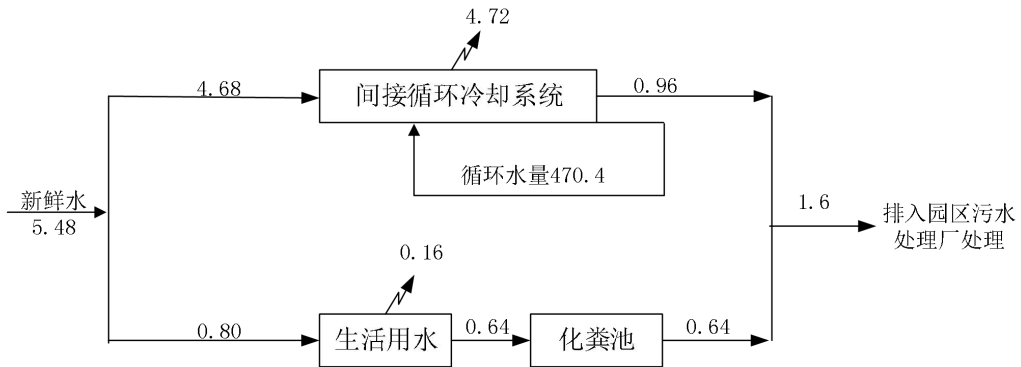 4.72
4.68
间接循环冷却系统
0.96
循环水量470.4
新鲜水
5.48
1.6
排入园区污水
处理厂处理
0.16
0.80
生活用水
0.64
化粪池
0.64